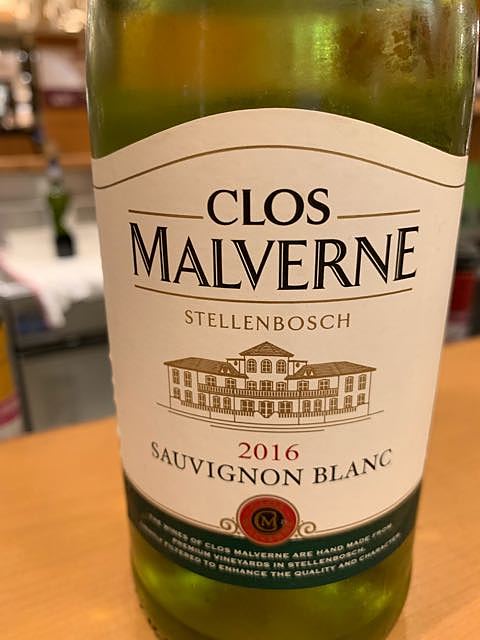 CLOS
MALVERNE
STELLENBOSCH
2016
SAUVIGNON BLANC
CM
THE WINES OF CLOS MALVERNE ARE HAND MADE FROM
PREMIUM VINEYARDS IN STELLENBOSCH,
FILTERED TO ENHANCE THE QUALITY AND CHARACTER.